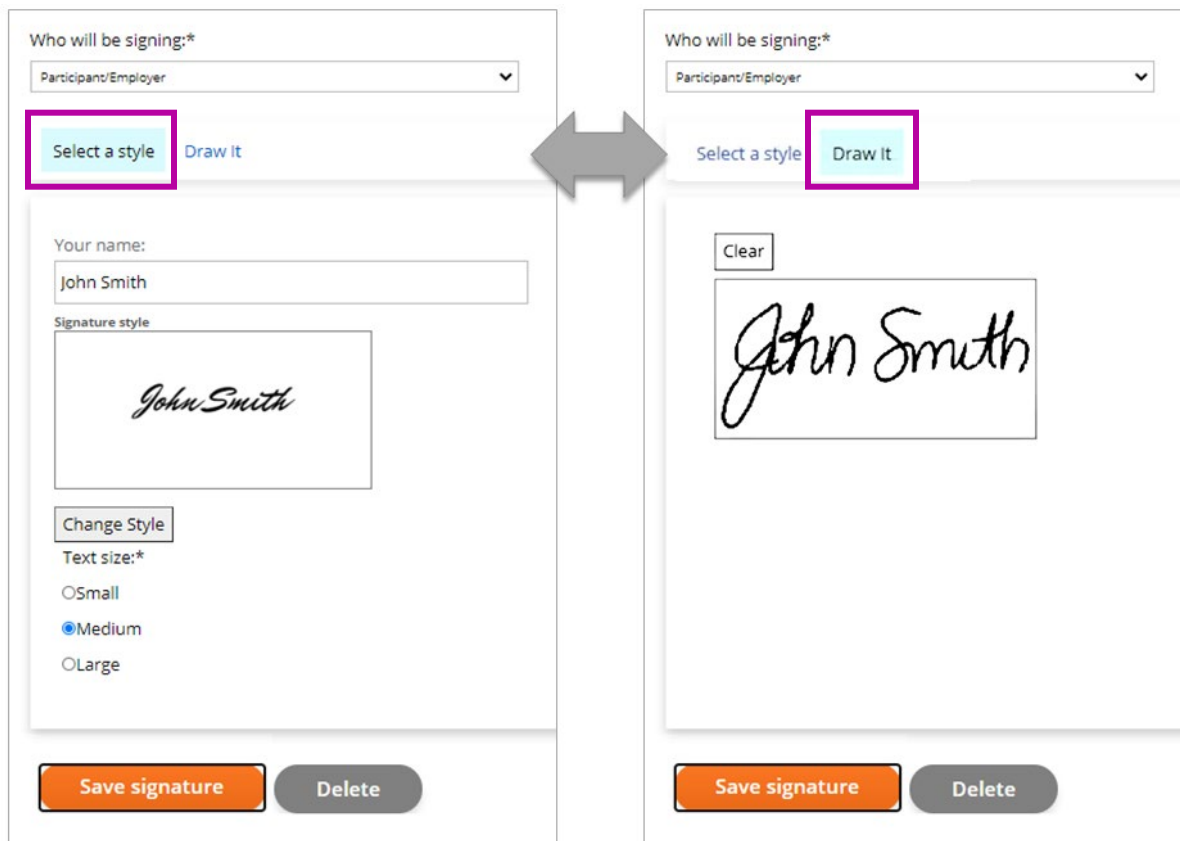 Who will be signing:*
Participant/Employer
Select a style Draw It
Your name:
John Smith
Signature style
John Smith
Change Style
Text size:*
Small
Medium
Large
Save signature Delete
Who will be signing:*
Participant/Employer
Select a style Draw It
Clear
John Smith
Save signature Delete